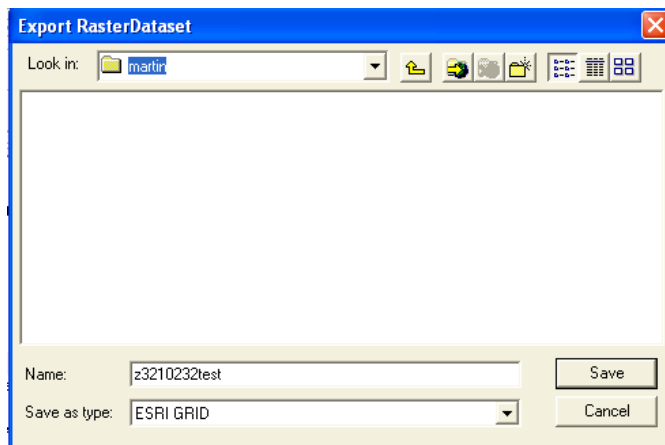 Export RasterDataset
Look in: martin
Name: z3210232test Save
Save as type: ESRI GRID Cancel